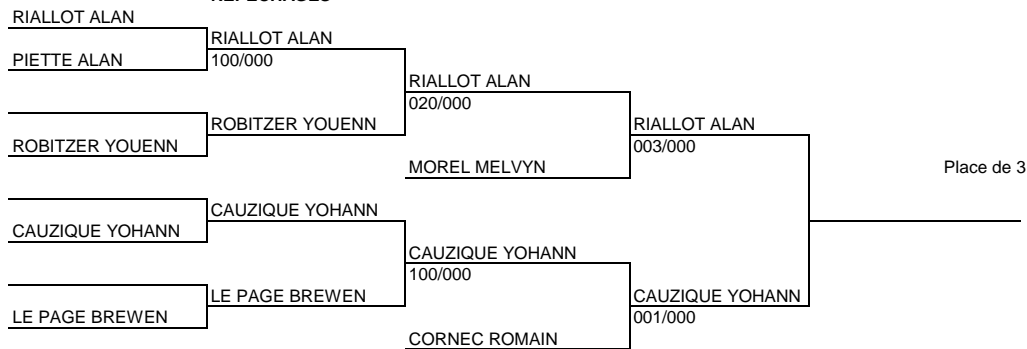 RIALLOT ALAN
RIALLOT ALAN
PIETTE ALAN
100/000
RIALLOT ALAN
020/000
ROBITZER YOUENN
RIALLOT ALAN
ROBITZER YOUENN
003/000
MOREL MELVYN
Place de 3
CAUZIQUE YOHANN
CAUZIQUE YOHANN
CAUZIQUE YOHANN
100/000
LE PAGE BREWEN
CAUZIQUE YOHANN
LE PAGE BREWEN
001/000
CORNEC ROMAIN